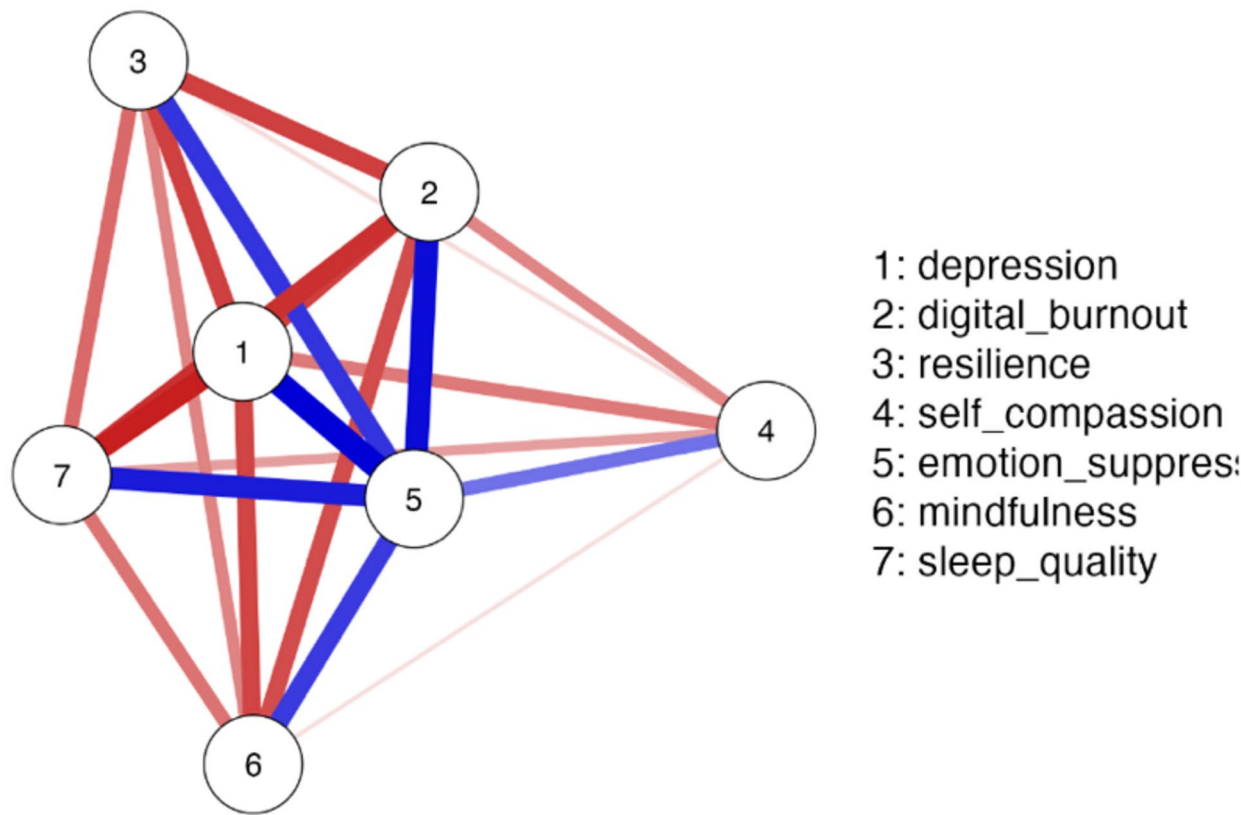 3
2
1
4
7
5
6
1: depression
2: digital_burnout
3: resilience
4: self_compassion
5: emotion_suppres
6: mindfulness
7: sleep_quality